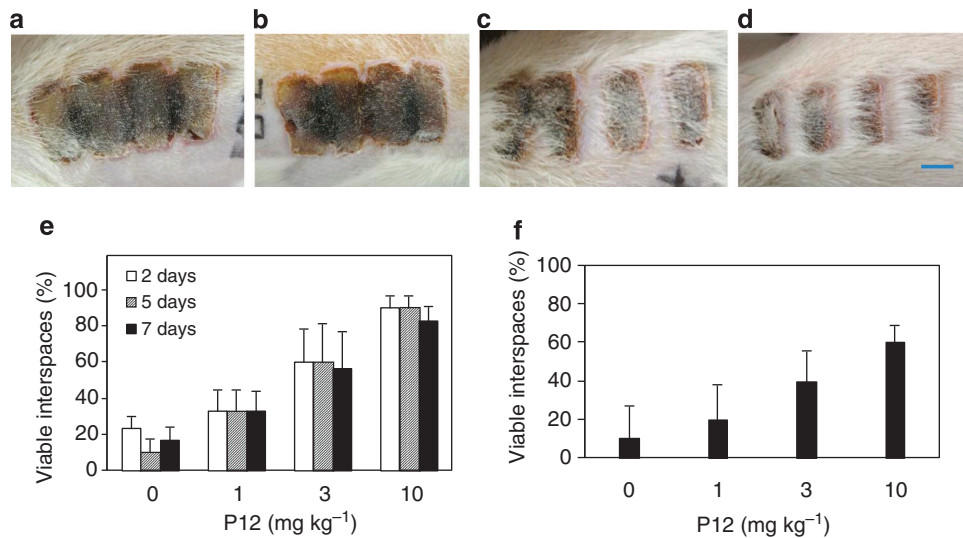 a
b
c
d
e
f
Viable interspaces (%)
100
80
60
40
20
0
2 days
5 days
7 days
0 1 3 10
P12 (mg kg⁻¹)
Viable interspaces (%)
100
80
60
40
20
0
0 1 3 10
P12 (mg kg⁻¹)